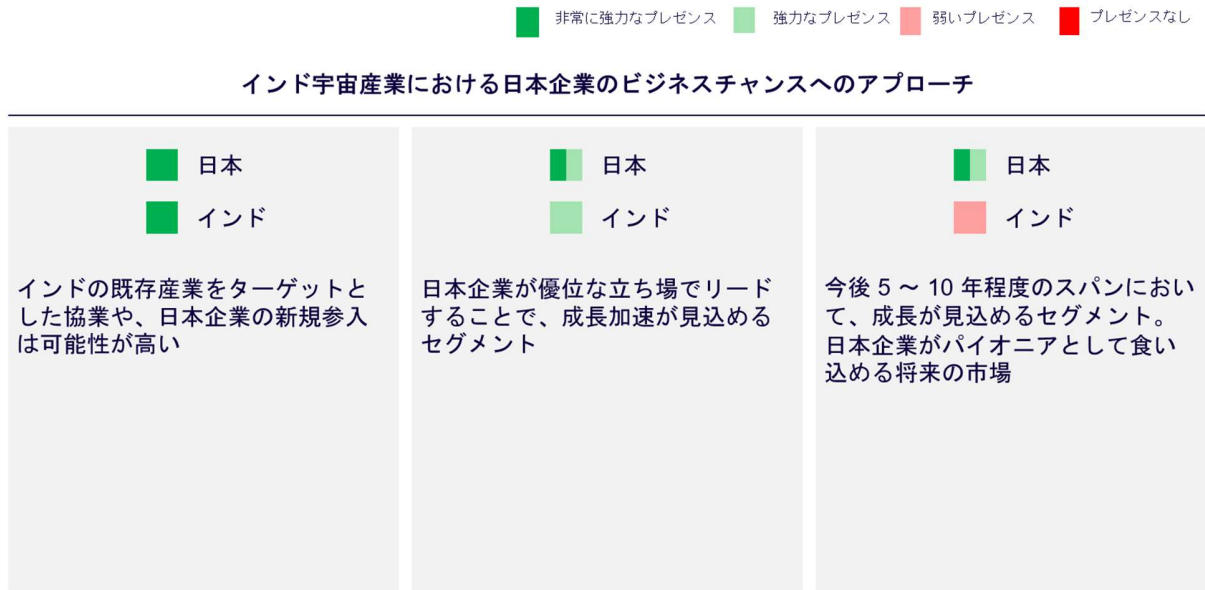 非常に強力なプレゼンス 強力なプレゼンス 弱いプレゼンス プレゼンスなし
インド宇宙産業における日本企業のビジネスチャンスへのアプローチ
日本
インド
インドの既存産業をターゲットと
した協業や、日本企業の新規参入
は可能性が高い
日本
インド
日本企業が優位な立ち場でリード
することで、成長加速が見込める
セグメント
日本
インド
今後 5 ～ 10 年程度のスパンにおい
て、成長が見込めるセグメント。
日本企業がパイオニアとして食い
込める将来の市場